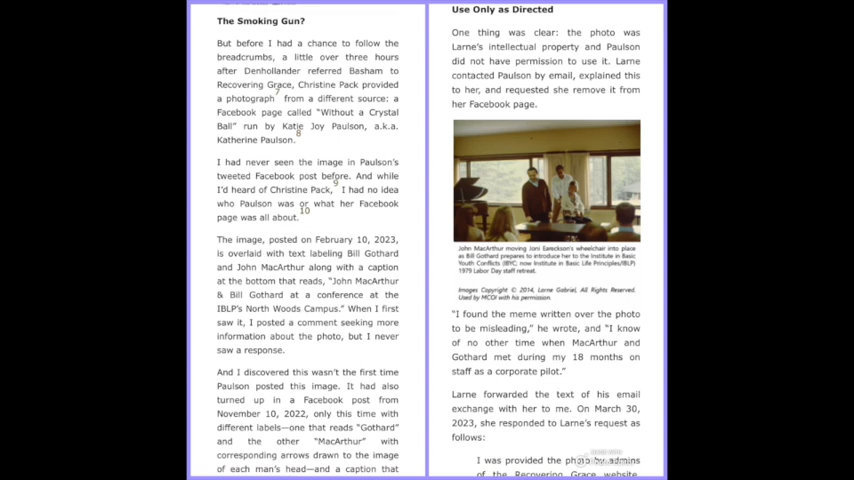 The Smoking Gun?
But before I had a chance to follow the
breadcrumbs, a little over three hours
after Denhollander referred Basham to
Recovering Grace, Christine Pack provided
a photograph7 from a different source: a
Facebook page called “Without a Crystal
Ball” run by Katie Joy Paulson, a.k.a.
Katherine Paulson.8
I had never seen the image in Paulson’s
tweeted Facebook post before. And while
I’d heard of Christine Pack,9 I had no idea
who Paulson was or what her Facebook
page was all about.10
The image, posted on February 10, 2023,
is overlaid with text labeling Bill Gothard
and John MacArthur along with a caption
at the bottom that reads, “John MacArthur
& Bill Gothard at a conference at the
IBLP’s North Woods Campus.” When I first
saw it, I posted a comment seeking more
information about the photo, but I never
saw a response.
And I discovered this wasn’t the first time
Paulson posted this image. It had also
turned up in a Facebook post from
November 10, 2022, only this time with
different labels—one that reads “Gothard”
and the other “MacArthur” with
corresponding arrows drawn to the image
of each man’s head—and a caption that
Use Only as Directed
One thing was clear: the photo was
Larne’s intellectual property and Paulson
did not have permission to use it. Larne
contacted Paulson by email, explained this
to her, and requested she remove it from
her Facebook page.
John MacArthur moving Joni Eareckson’s wheelchair into place
as Bill Gothard prepares to introduce her to the Institute in Basic
Youth Conflicts (IBYC; now Institute in Basic Life Principles/IBLP)
1979 Labor Day staff retreat.
Images Copyright © 2014, Larne Gabriel, All Rights Reserved.
Used by MCOI with his permission.
“I found the meme written over the photo
to be misleading,” he wrote, and “I know
of no other time when MacArthur and
Gothard met during my 18 months on
staff as a corporate pilot.”
Larne forwarded the text of his email
exchange with her to me. On March 30,
2023, she responded to Larne’s request as
follows:
I was provided the photo by admins
of the Recovering Grace website,